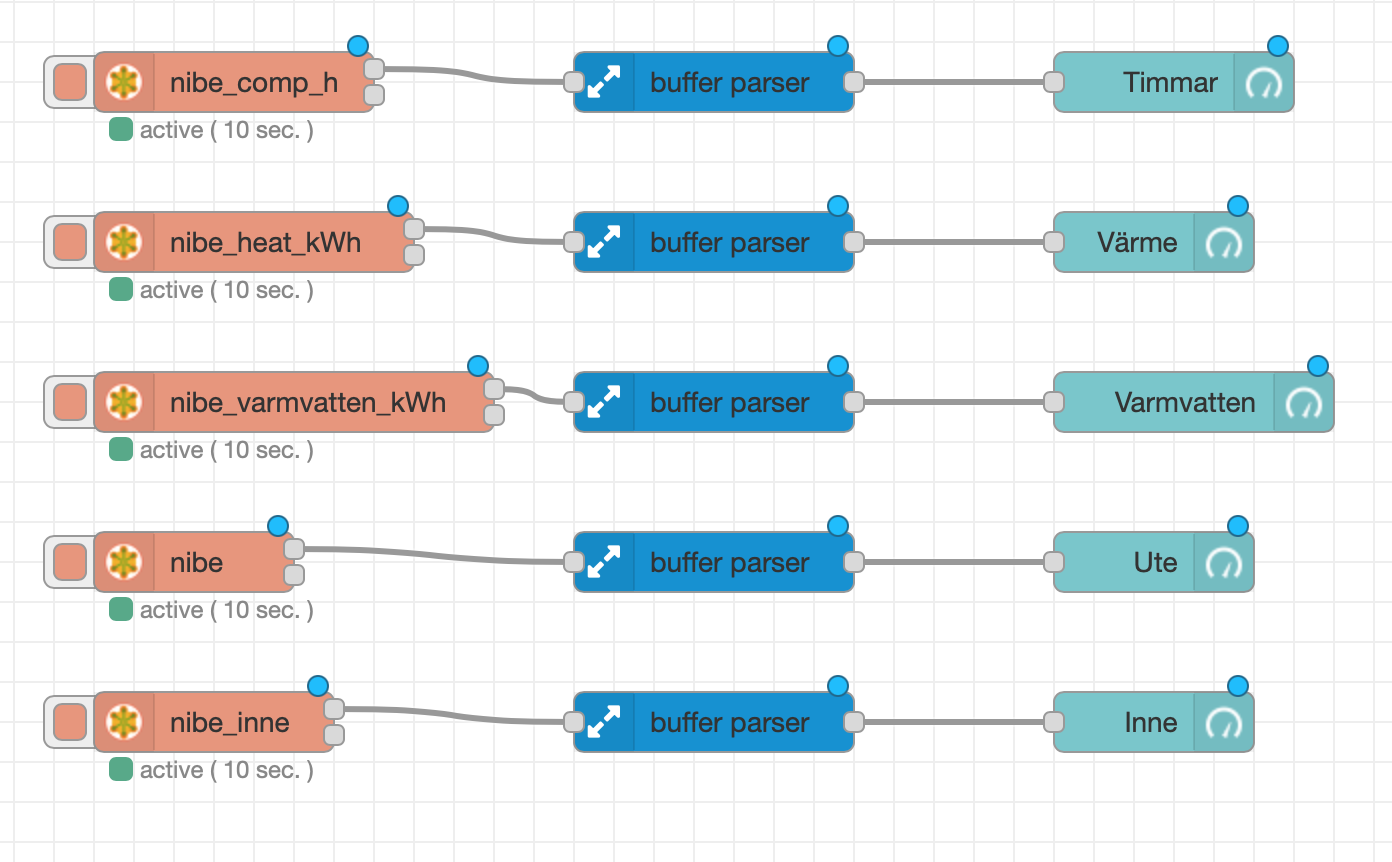 nibe_comp_h buffer parser Timmar
active ( 10 sec. )
nibe_heat_kWh buffer parser Värme
active ( 10 sec. )
nibe_varmvatten_kWh buffer parser Varmvatten
active ( 10 sec. )
nibe buffer parser Ute
active ( 10 sec. )
nibe_inne buffer parser Inne
active ( 10 sec. )